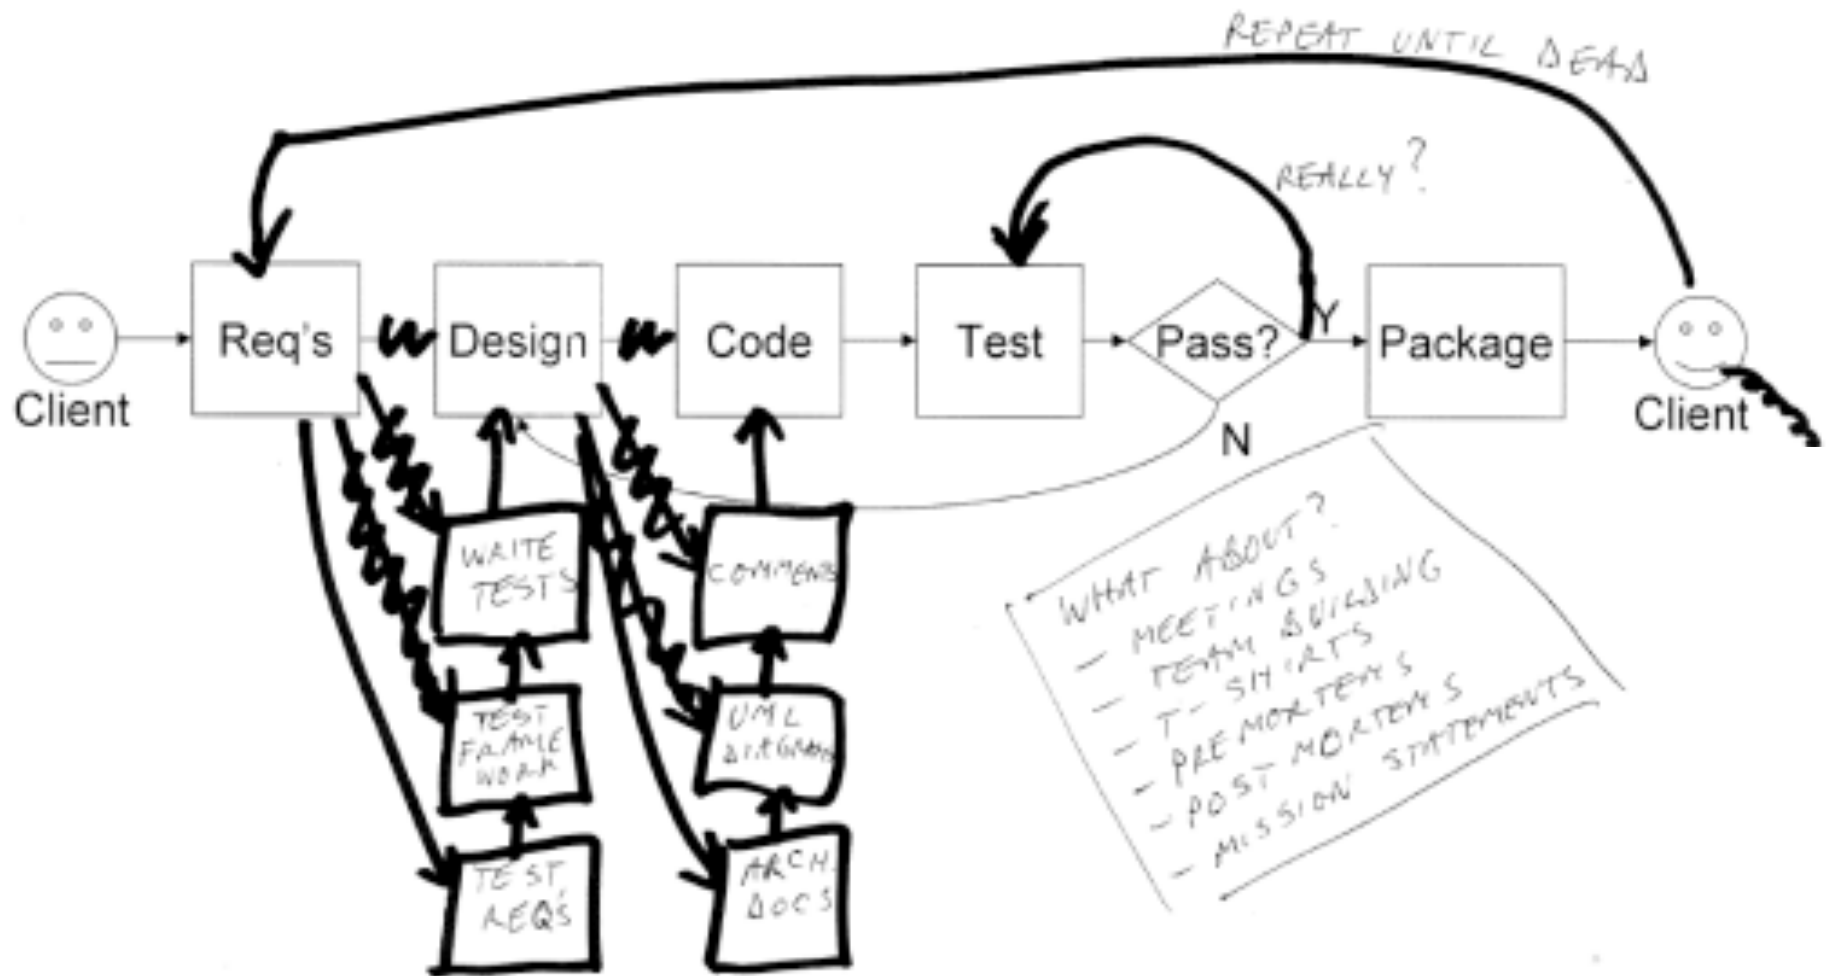 REPEAT UNTIL DEAD
REALLY?
Req's
Design
Code
Test
Pass?
Y
Package
Client
Client
N
WRITE
TESTS
COMMENTS
WHAT ABOUT?
- MEETINGS
- TEAM BUILDING
- T-SHIRTS
- PRE MORTEMS
- POST MORTEMS
- MISSION STATEMENTS
TEST
FRAME
WORK
UML
DIAGRAMS
TEST
REQ'S
ARCH.
DOCS